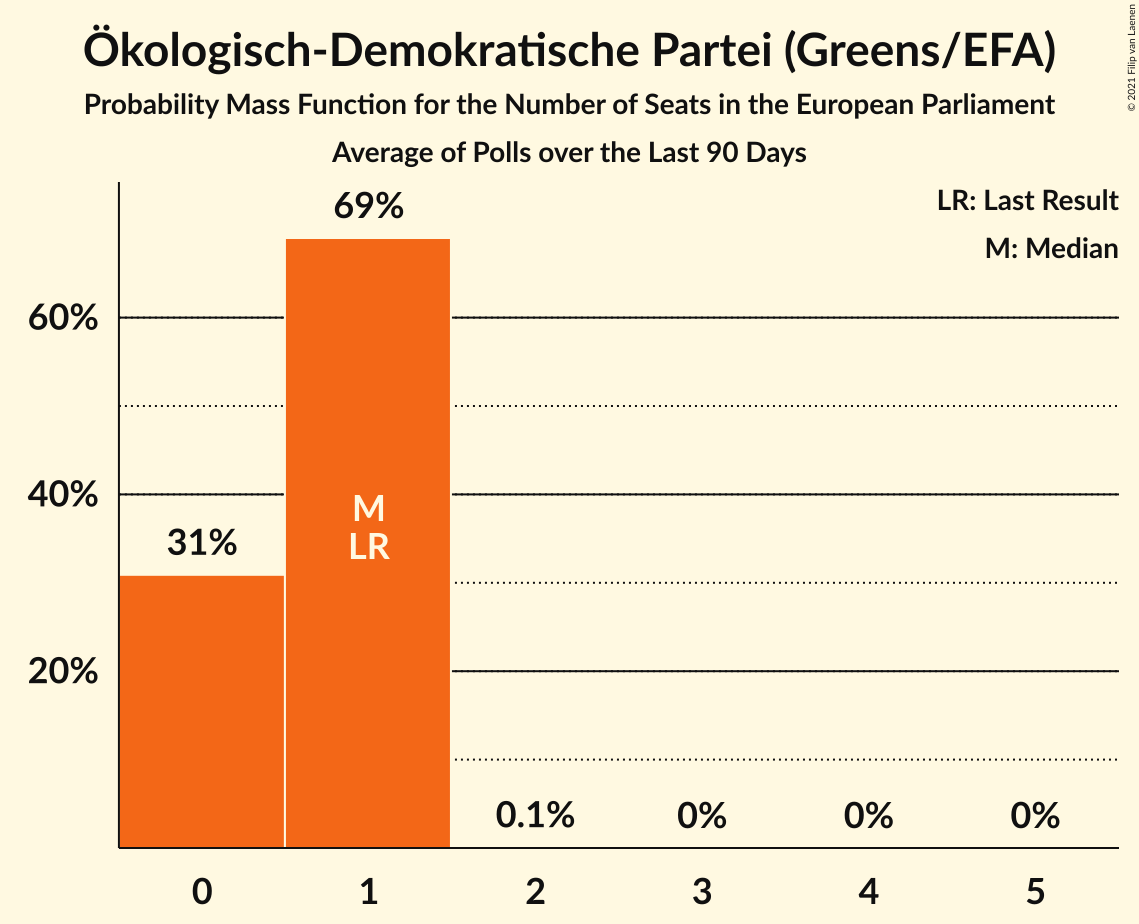 Ökologisch-Demokratische Partei (Greens/EFA)
Probability Mass Function for the Number of Seats in the European Parliament
Average of Polls over the Last 90 Days
© 2021 Filip van Laenen
LR: Last Result
M: Median
69%
60%
40%
31%
20%
M
LR
0.1%
0%
0%
0%
0
1
2
3
4
5